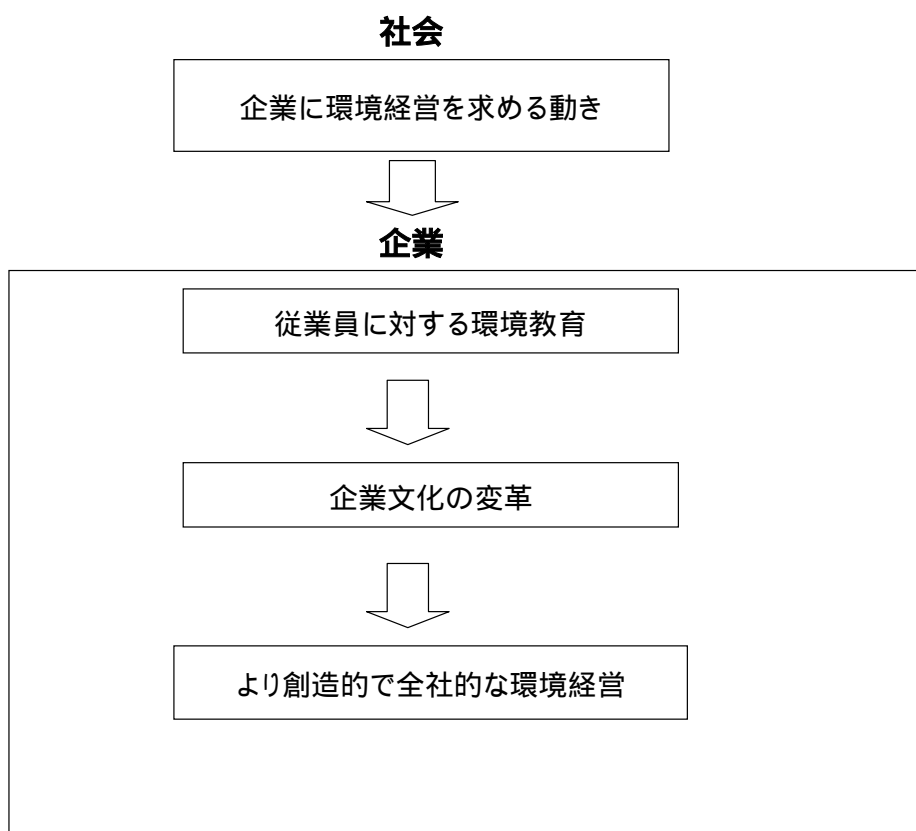 社会
企業に環境経営を求める動き
企業
従業員に対する環境教育
企業文化の変革
より創造的で全社的な環境経営